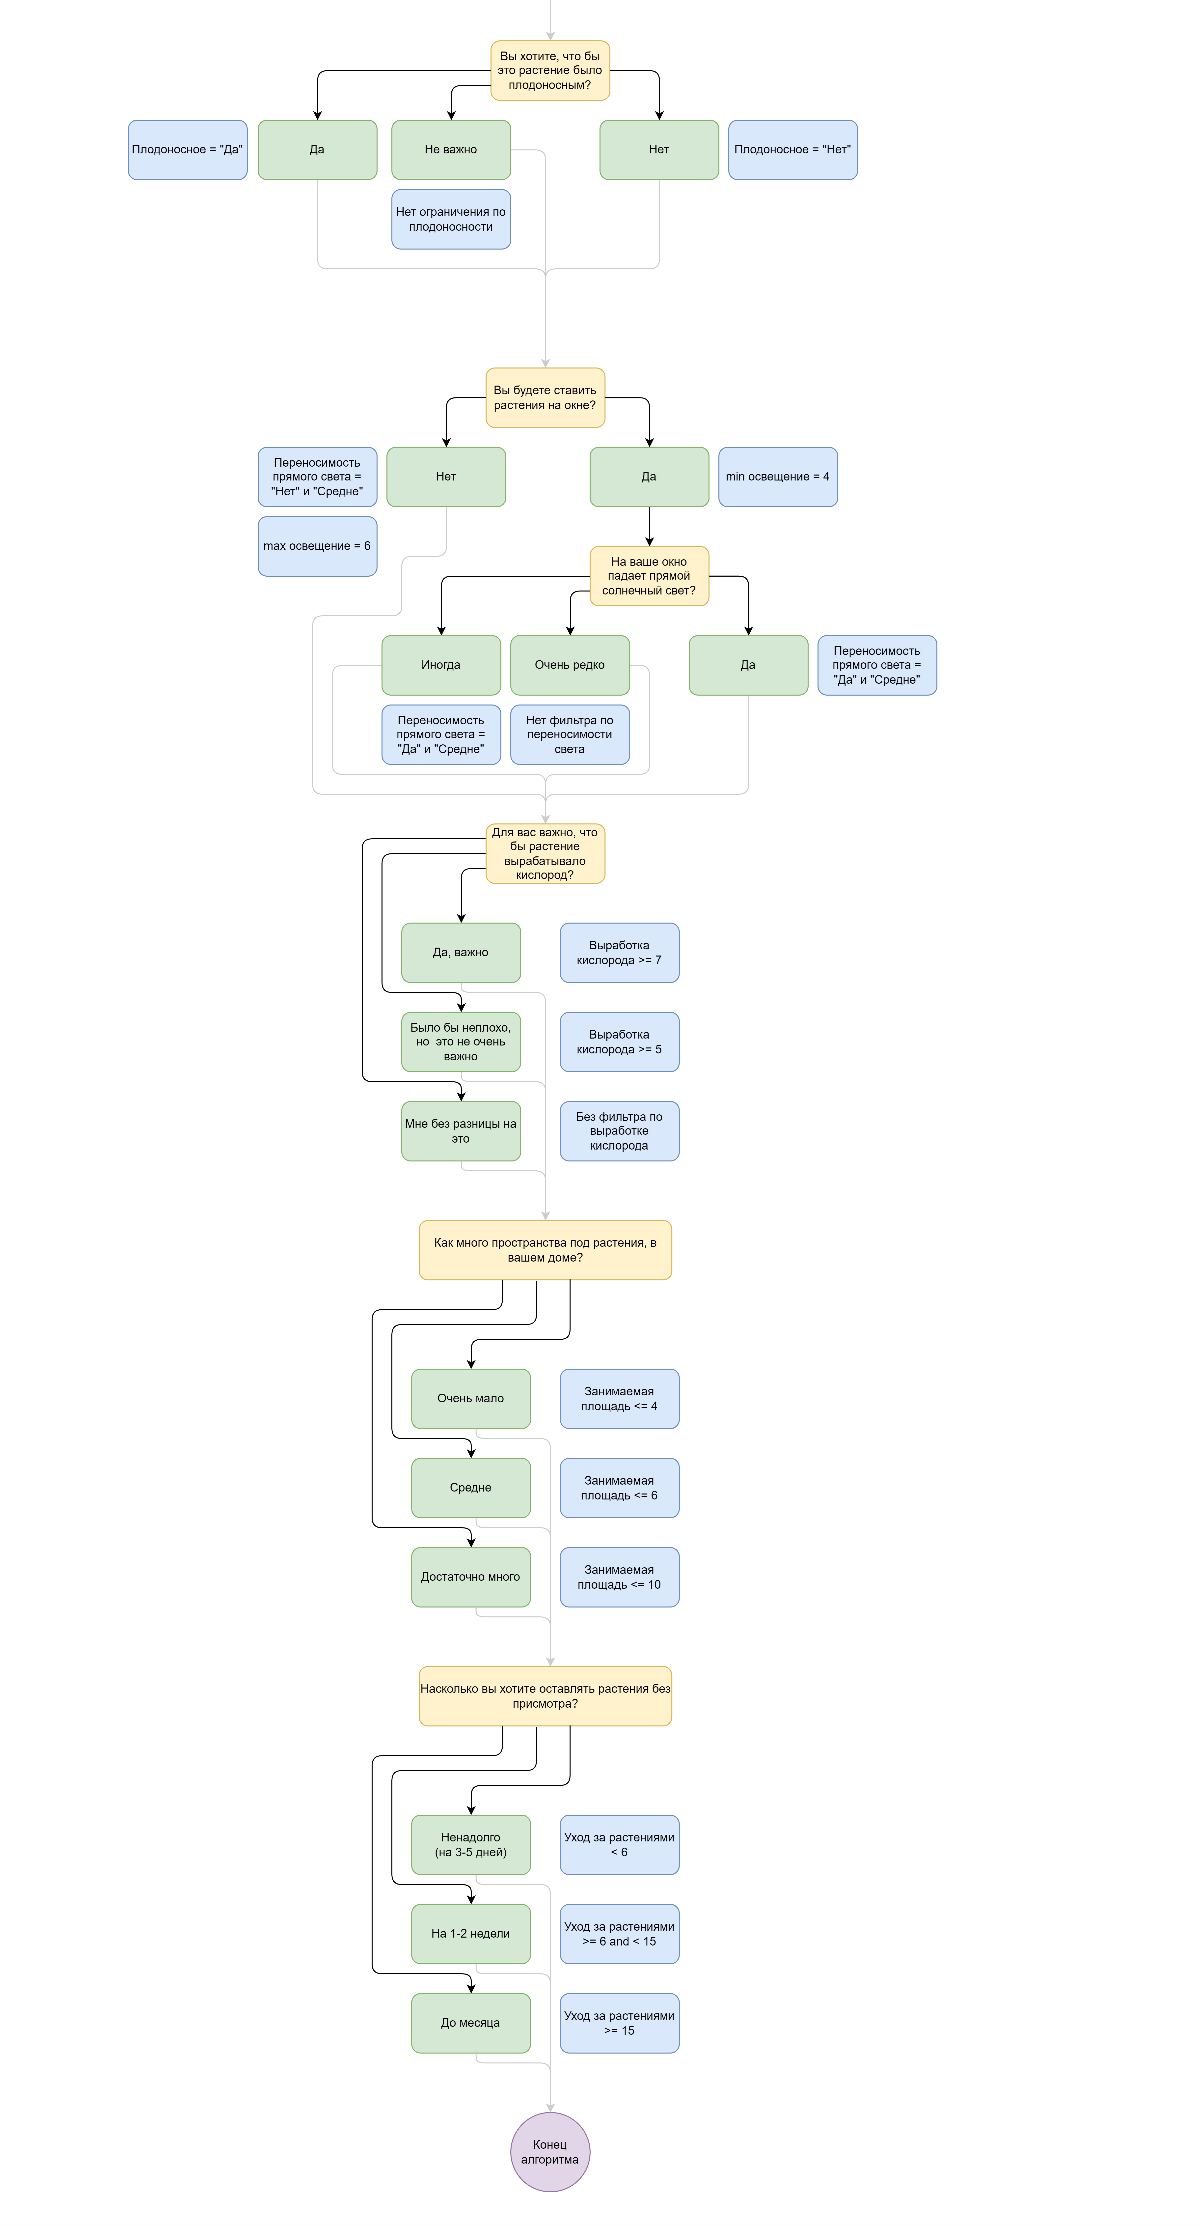 Вы хотите, что бы
это растение было
плодоносным?
Плодоносное = "Да"
Да
Не важно
Нет
Плодоносное = "Нет"
Нет ограничения по
плодоносности
Вы будете ставить
растения на окне?
Переносимость
прямого света =
"Нет" и "Средне"
Нет
Да
min освещение = 4
max освещение = 6
На ваше окно
падает прямой
солнечный свет?
Иногда
Очень редко
Да
Переносимость
прямого света =
"Да" и "Средне"
Переносимость
прямого света =
"Да" и "Средне"
Нет фильтра по
переносимости
света
Для вас важно, что
бы растение
вырабатывало
кислород?
Да, важно
Выработка
кислорода >= 7
Было бы неплохо,
но  это не очень
важно
Выработка
кислорода >= 5
Мне без разницы на
это
Без фильтра по
выработке
кислорода
Как много пространства под растения, в
вашем доме?
Очень мало
Занимаемая
площадь <= 4
Средне
Занимаемая
площадь <= 6
Достаточно много
Занимаемая
площадь <= 10
Насколько вы хотите оставлять растения без
присмотра?
Ненадолго
(на 3-5 дней)
Уход за растениями
< 6
На 1-2 недели
Уход за растениями
>= 6 and < 15
До месяца
Уход за растениями
>= 15
Конец
алгоритма